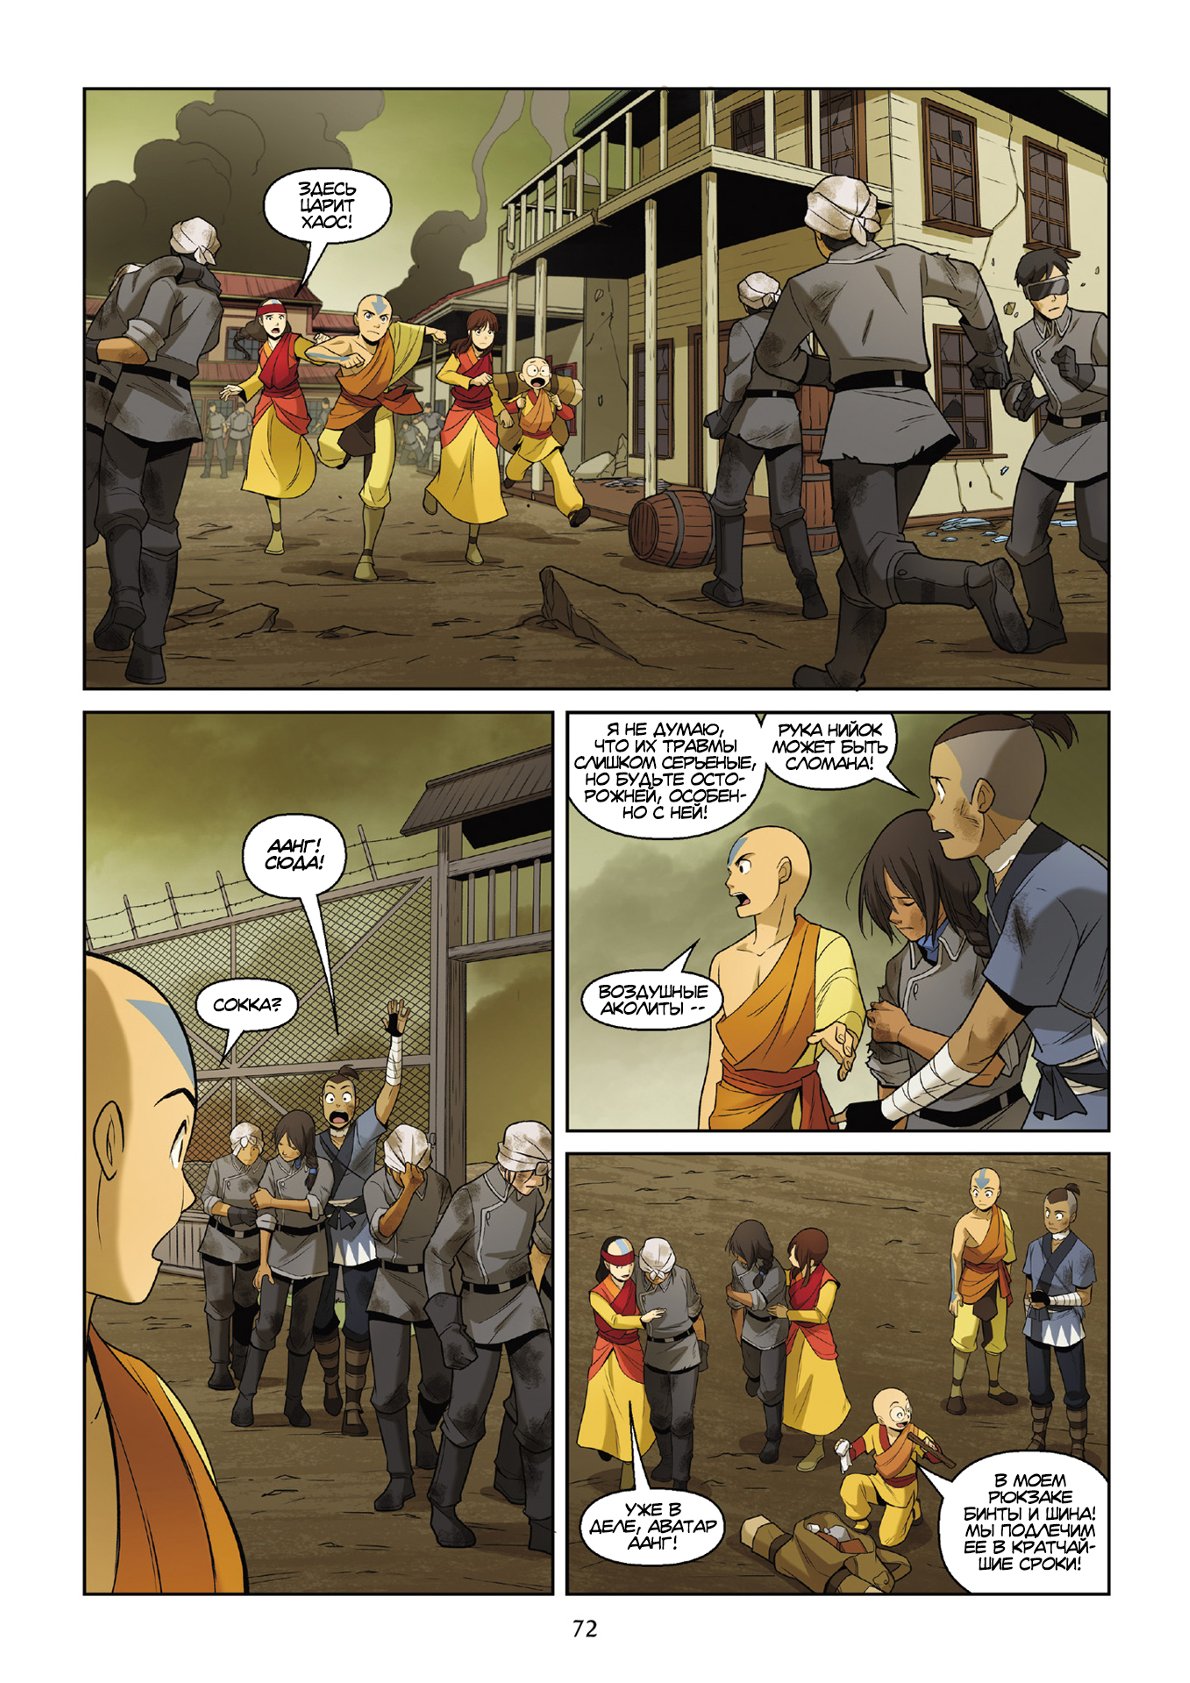 ЗДЕСЬ
ЦАРИТ
ХАОС!
ААНГ!
СЮДА!
СОККА?
Я НЕ ДУМАЮ,
ЧТО ИХ ТРАВМЫ
СЛИШКОМ СЕРЬЕНЫЕ,
НО БУДЬТЕ ОСТО-
РОЖНЕЙ, ОСОБЕН-
НО С НЕЙ!
РУКА НИЙОК
МОЖЕТ БЫТЬ
СЛОМАНА!
ВОЗДУШНЫЕ
АКОЛИТЫ --
УЖЕ В
ДЕЛЕ, АВАТАР
ААНГ!
В МОЕМ
РЮКЗАКЕ
БИНТЫ И ШИНА!
МЫ ПОДЛЕЧИМ
ЕЕ В КРАТЧАЙ-
ШИЕ СРОКИ!
72